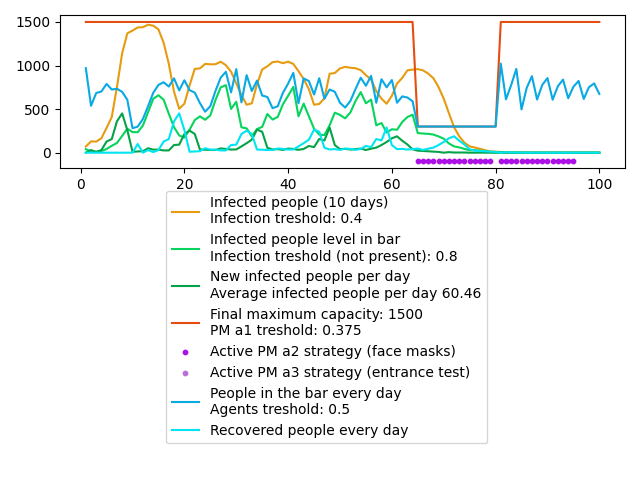 1500
1000
500
0
0 20 40 60 80 100
Infected people (10 days)
Infection treshold: 0.4
Infected people level in bar
Infection treshold (not present): 0.8
New infected people per day
Average infected people per day 60.46
Final maximum capacity: 1500
PM a1 treshold: 0.375
Active PM a2 strategy (face masks)
Active PM a3 strategy (entrance test)
People in the bar every day
Agents treshold: 0.5
Recovered people every day